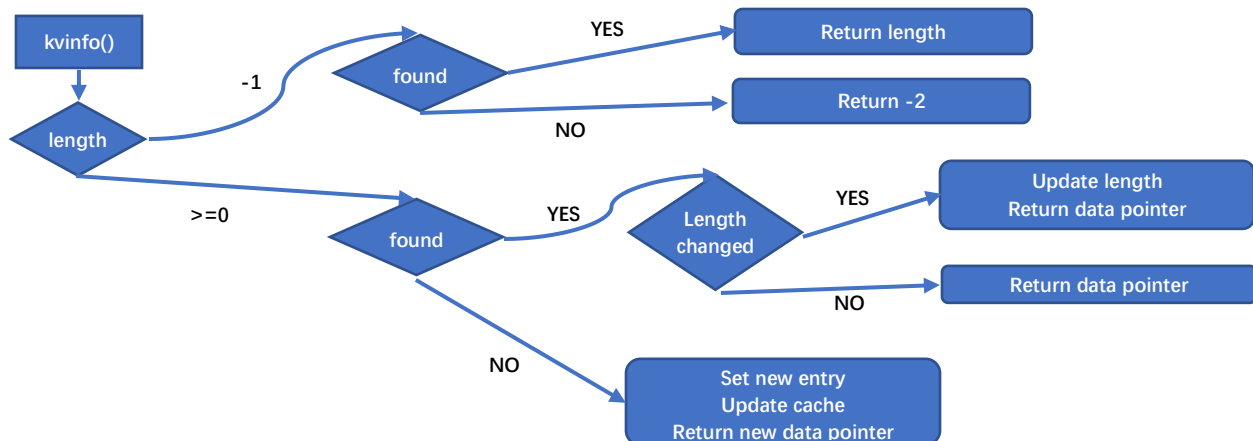 kvinfo()
length
-1
found
YES
Return length
NO
Return -2
>=0
found
YES
Length
changed
YES
Update length
Return data pointer
NO
Return data pointer
NO
Set new entry
Update cache
Return new data pointer